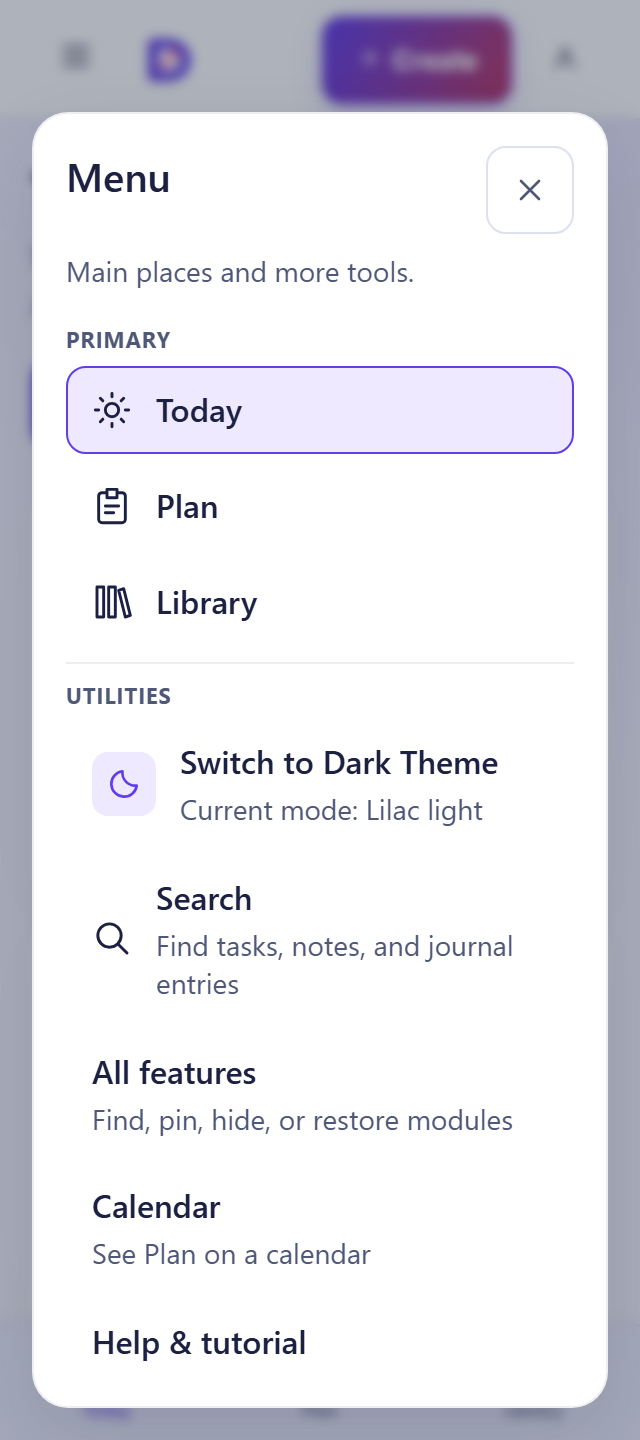 Create
Menu
Main places and more tools.
PRIMARY
Today
Plan
Library
UTILITIES
Switch to Dark Theme
Current mode: Lilac light
Search
Find tasks, notes, and journal
entries
All features
Find, pin, hide, or restore modules
Calendar
See Plan on a calendar
Help & tutorial